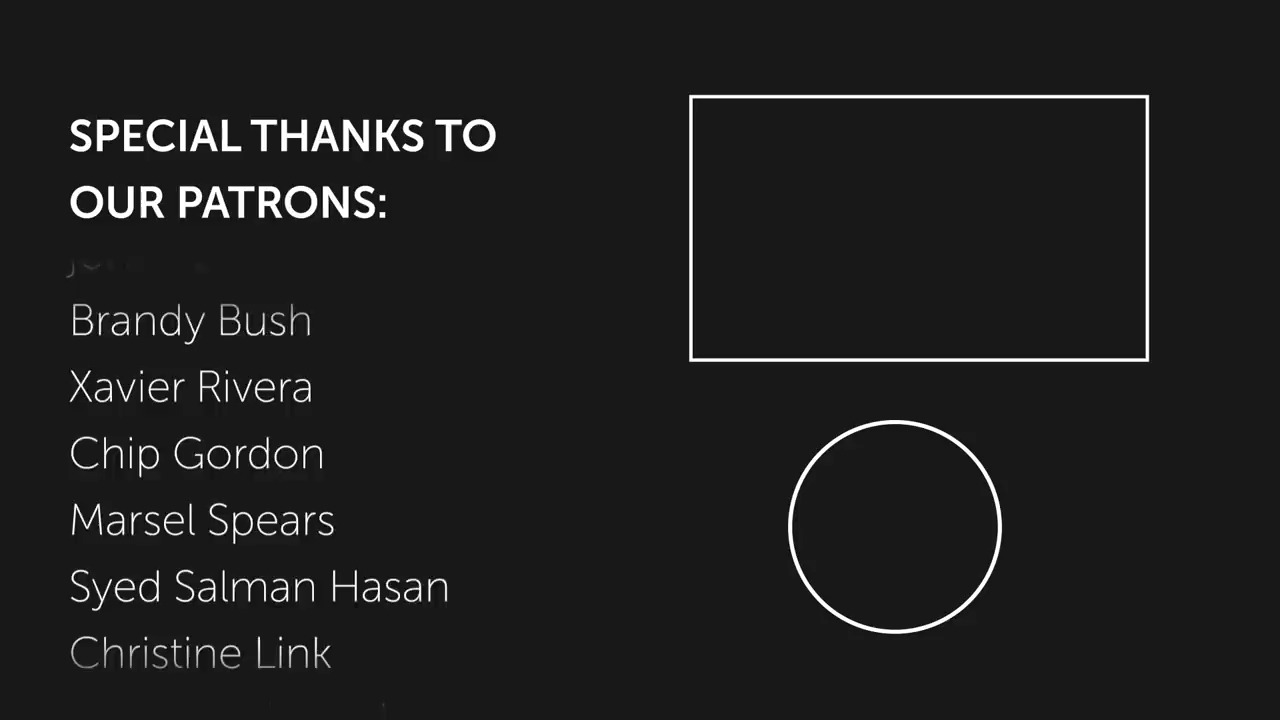 SPECIAL THANKS TO
OUR PATRONS:
Brandy Bush
Xavier Rivera
Chip Gordon
Marsel Spears
Syed Salman Hasan
Christine Link